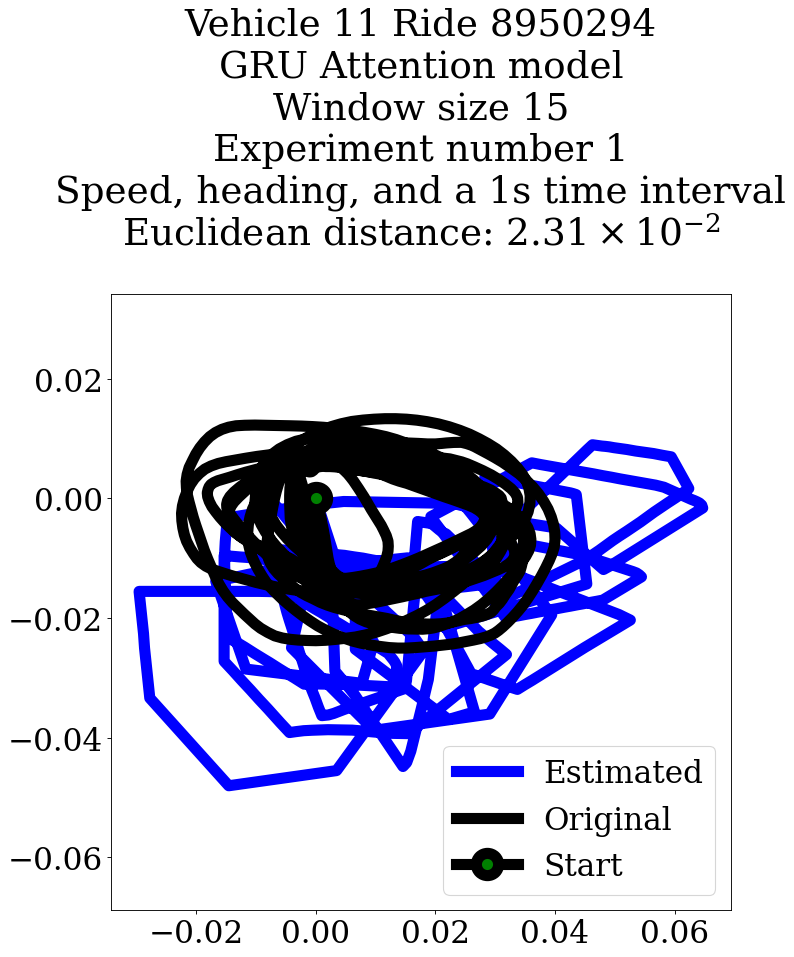 Vehicle 11 Ride 8950294
GRU Attention model
Window size 15
Experiment number 1
Speed, heading, and a 1s time interval
Euclidean distance: 2.31 × 10⁻²
0.02
0.00
−0.02
−0.04
−0.06
Estimated
Original
Start
−0.02 0.00 0.02 0.04 0.06